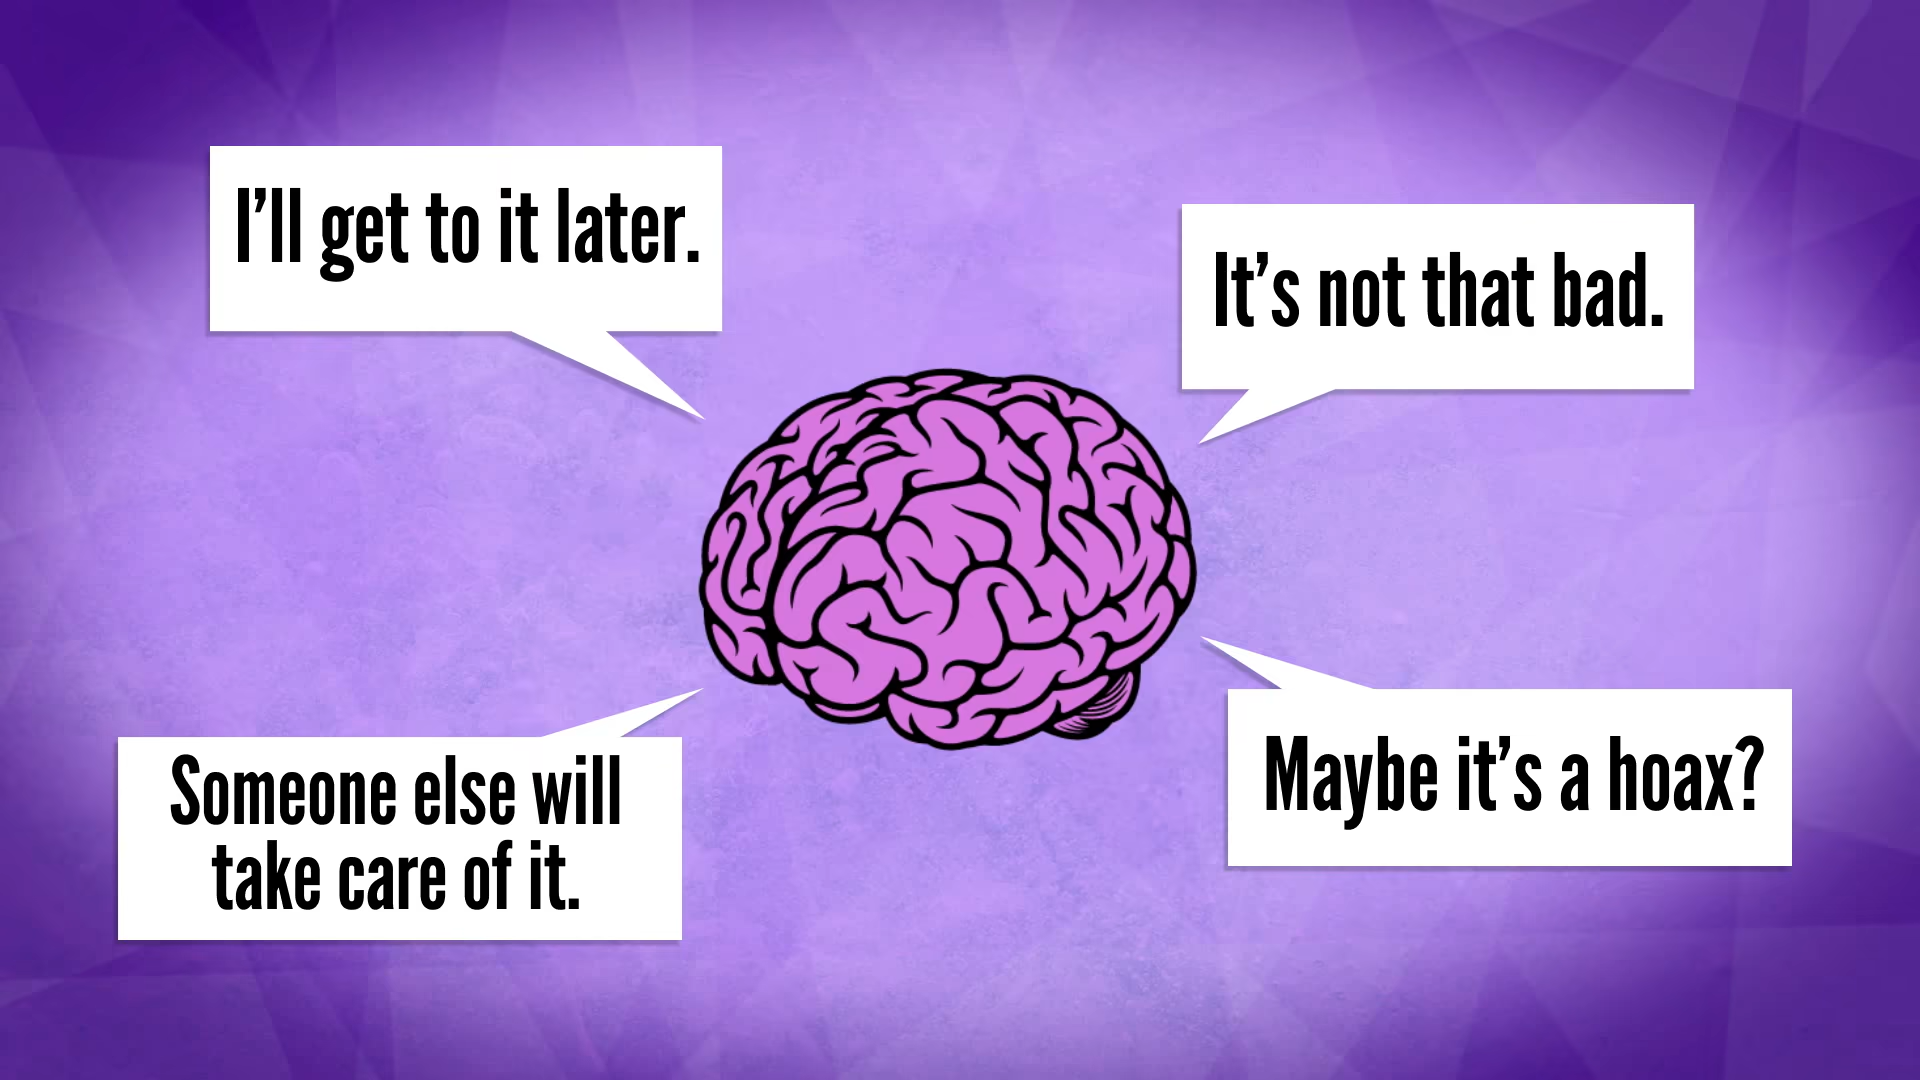 I’ll get to it later.
It’s not that bad.
Someone else will
take care of it.
Maybe it’s a hoax?